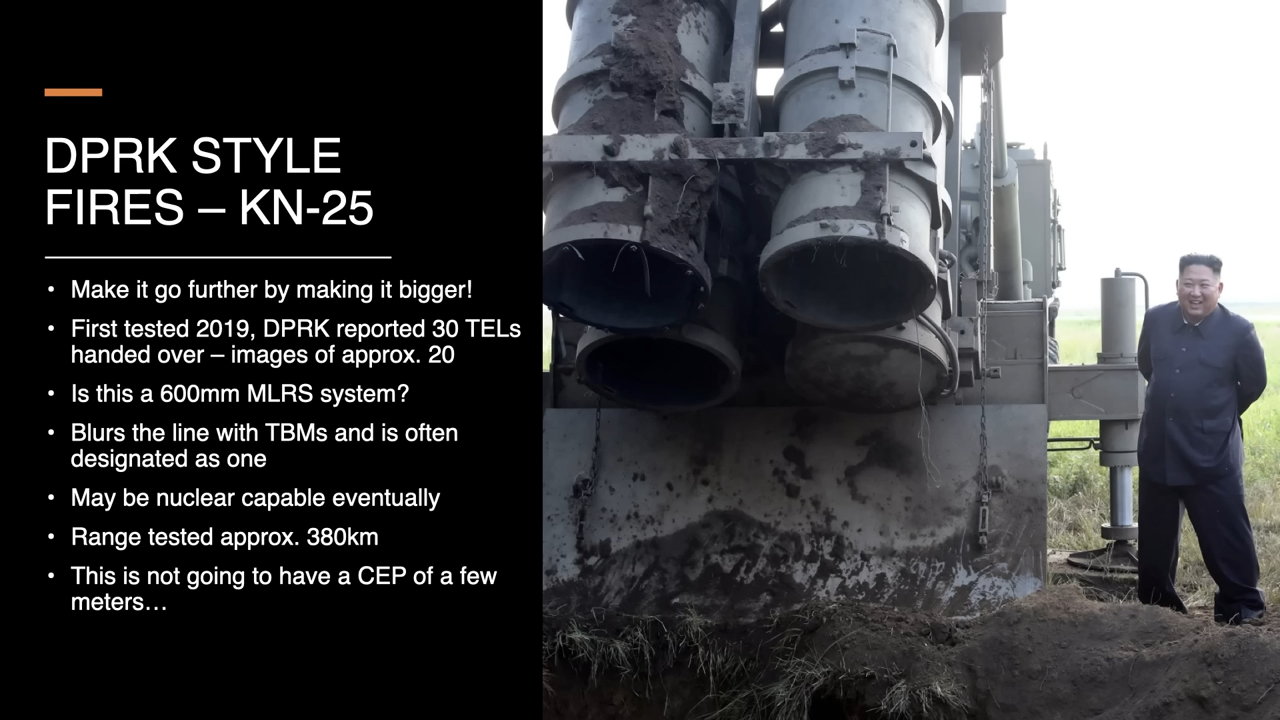 DPRK STYLE
FIRES – KN-25
• Make it go further by making it bigger!
• First tested 2019, DPRK reported 30 TELs
handed over – images of approx. 20
• Is this a 600mm MLRS system?
• Blurs the line with TBMs and is often
designated as one
• May be nuclear capable eventually
• Range tested approx. 380km
• This is not going to have a CEP of a few
meters…